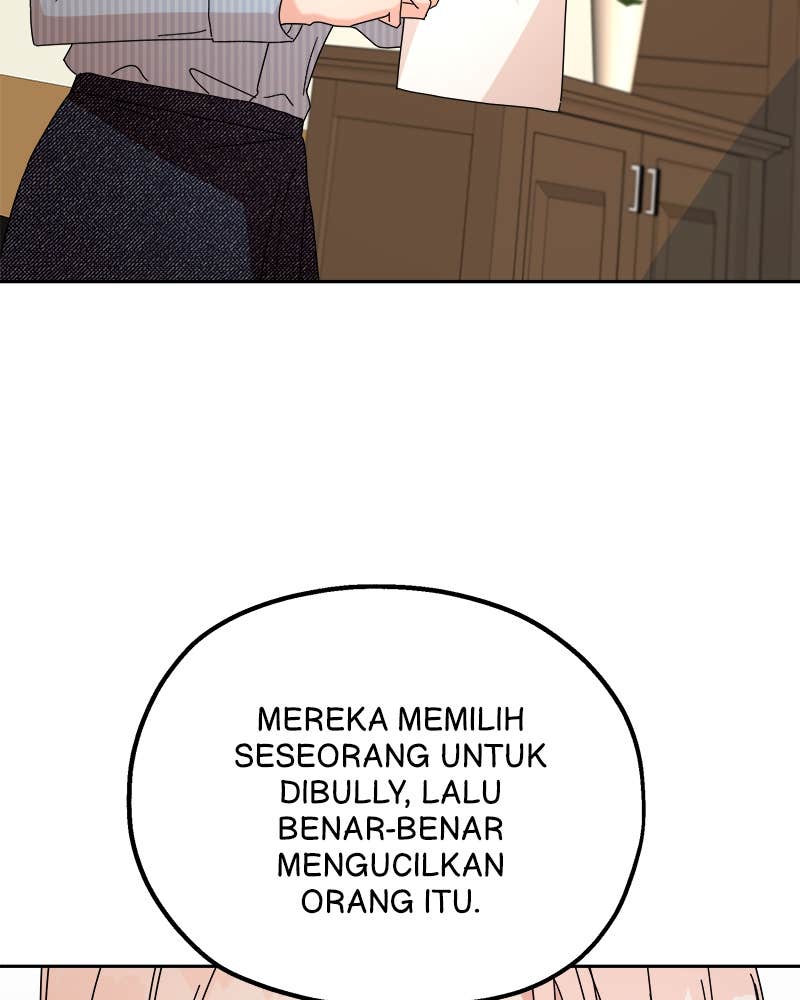 MEREKA MEMILIH
SESEORANG UNTUK
DIBULLY, LALU
BENAR-BENAR
MENGUCILKAN
ORANG ITU.